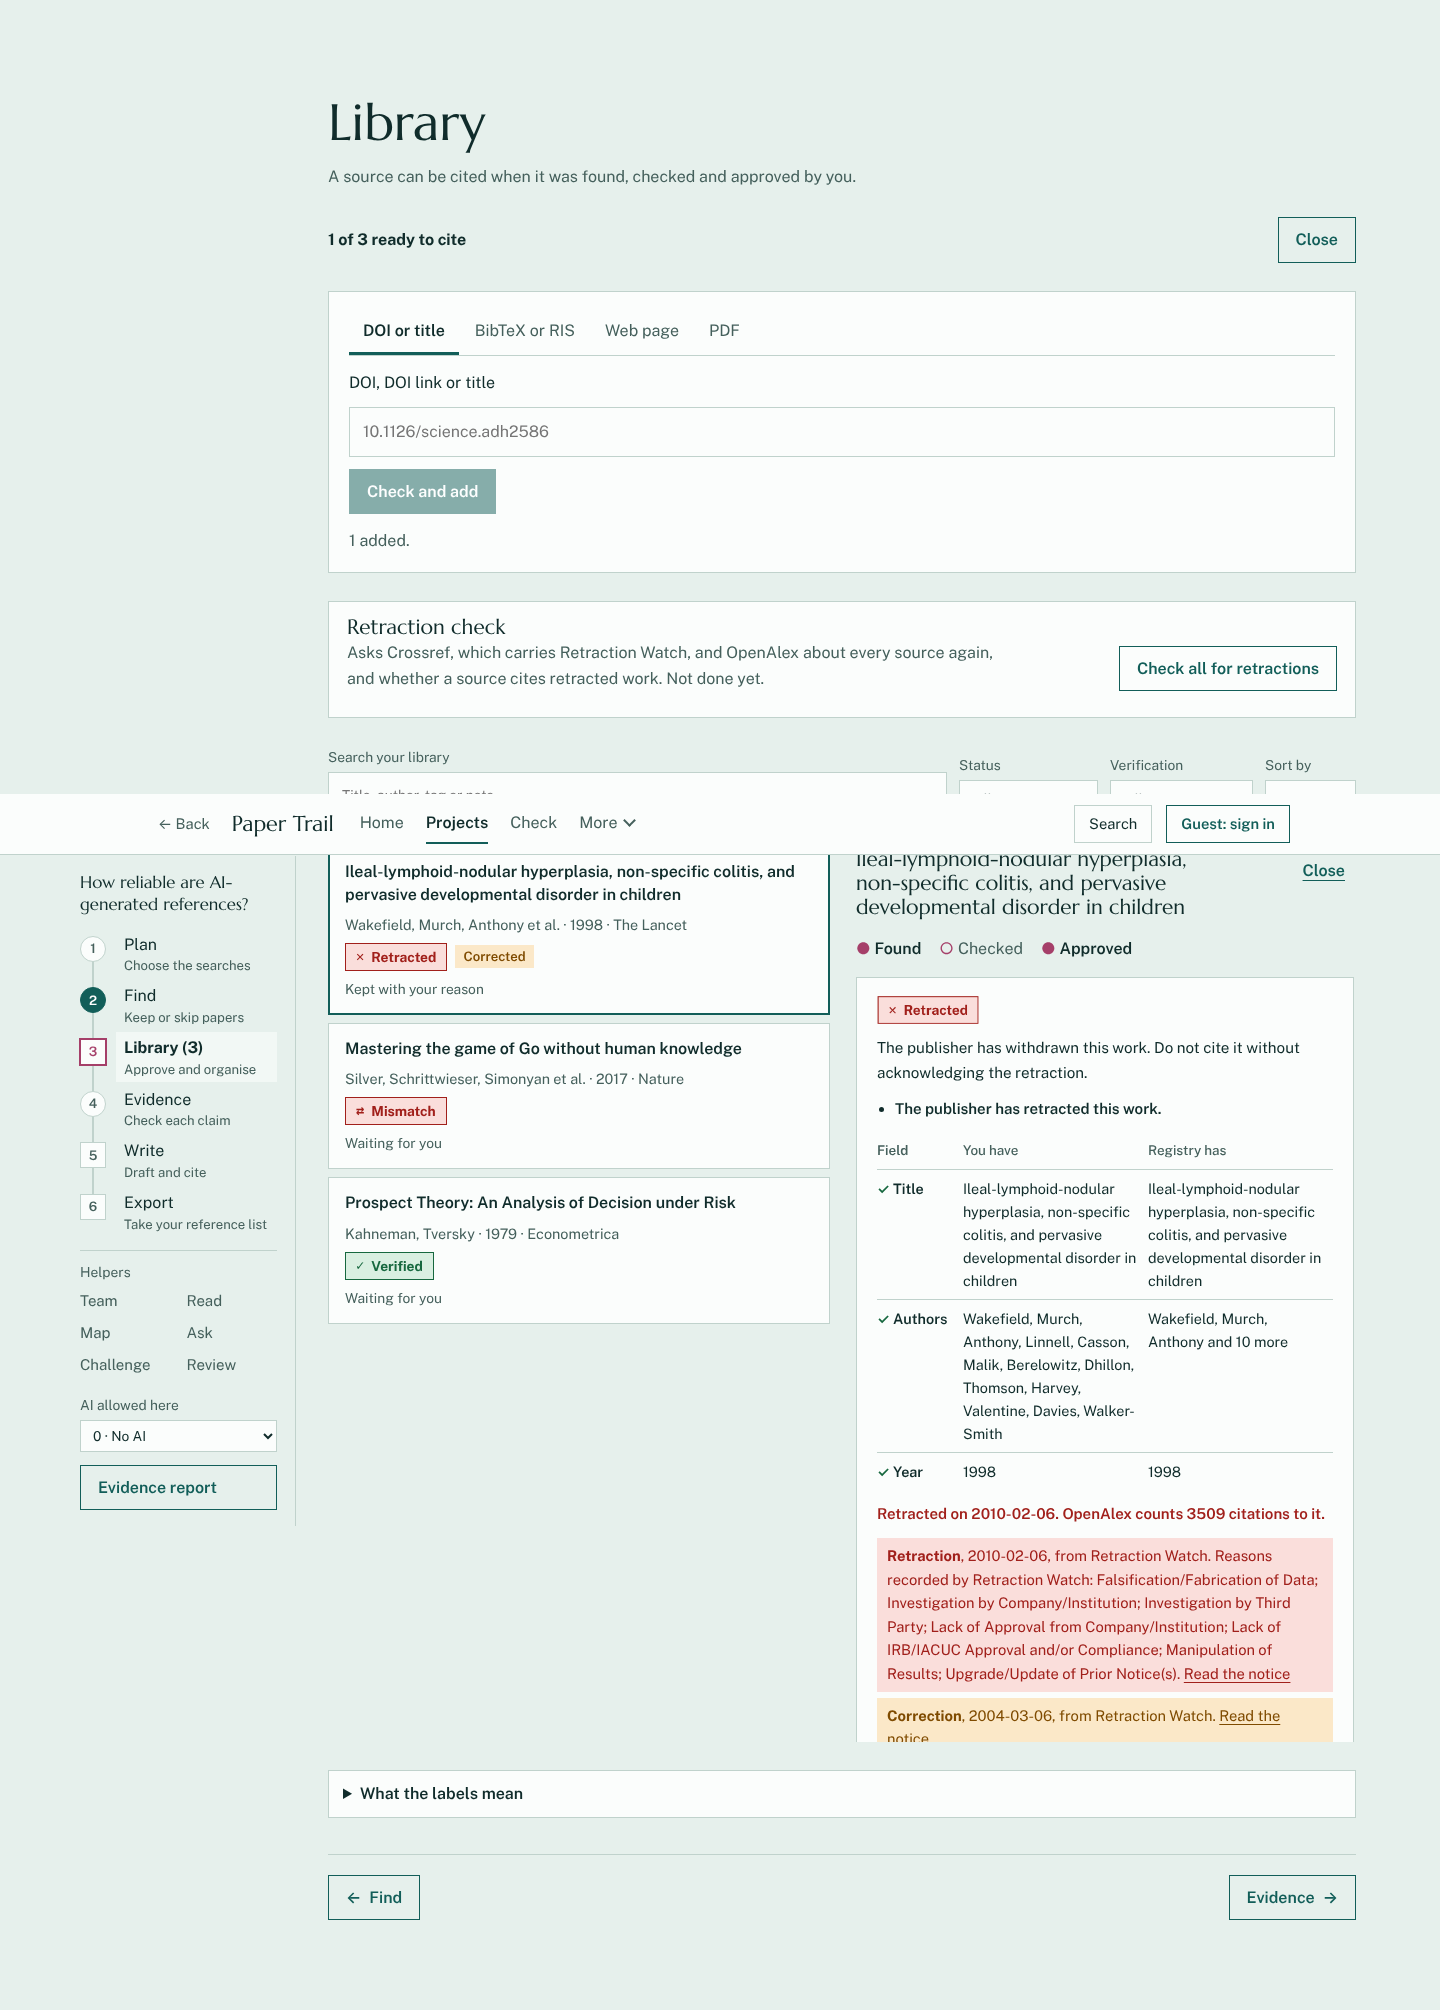 Library
A source can be cited when it was found, checked and approved by you.
1 of 3 ready to cite
Close
DOI or title
BibTeX or RIS
Web page
PDF
DOI, DOI link or title
10.1126/science.adh2586
Check and add
1 added.
Retraction check
Asks Crossref, which carries Retraction Watch, and OpenAlex about every source again,
and whether a source cites retracted work. Not done yet.
Check all for retractions
Search your library
Status
Verification
Sort by
Title, author, tag or note
← Back
Paper Trail
Home
Projects
Check
More
Search
Guest: sign in
How reliable are AI-
generated references?
1
Plan
Choose the searches
2
Find
Keep or skip papers
3
Library (3)
Approve and organise
4
Evidence
Check each claim
5
Write
Draft and cite
6
Export
Take your reference list
Helpers
Team
Read
Map
Ask
Challenge
Review
AI allowed here
0 · No AI
Evidence report
Ileal-lymphoid-nodular hyperplasia, non-specific colitis, and
pervasive developmental disorder in children
Wakefield, Murch, Anthony et al. · 1998 · The Lancet
× Retracted
Corrected
Kept with your reason
Mastering the game of Go without human knowledge
Silver, Schrittwieser, Simonyan et al. · 2017 · Nature
⇄ Mismatch
Waiting for you
Prospect Theory: An Analysis of Decision under Risk
Kahneman, Tversky · 1979 · Econometrica
✓ Verified
Waiting for you
Ileal-lymphoid-nodular hyperplasia,
non-specific colitis, and pervasive
developmental disorder in children
Close
Found
Checked
Approved
× Retracted
The publisher has withdrawn this work. Do not cite it without
acknowledging the retraction.
• The publisher has retracted this work.
Field
You have
Registry has
✓ Title
Ileal-lymphoid-nodular
hyperplasia, non-specific
colitis, and pervasive
developmental disorder in
children
Ileal-lymphoid-nodular
hyperplasia, non-specific
colitis, and pervasive
developmental disorder in
children
✓ Authors
Wakefield, Murch,
Anthony, Linnell, Casson,
Malik, Berelowitz, Dhillon,
Thomson, Harvey,
Valentine, Davies, Walker-
Smith
Wakefield, Murch,
Anthony and 10 more
✓ Year
1998
1998
Retracted on 2010-02-06. OpenAlex counts 3509 citations to it.
Retraction, 2010-02-06, from Retraction Watch. Reasons
recorded by Retraction Watch: Falsification/Fabrication of Data;
Investigation by Company/Institution; Investigation by Third
Party; Lack of Approval from Company/Institution; Lack of
IRB/IACUC Approval and/or Compliance; Manipulation of
Results; Upgrade/Update of Prior Notice(s). Read the notice
Correction, 2004-03-06, from Retraction Watch. Read the
notice
▶ What the labels mean
← Find
Evidence →